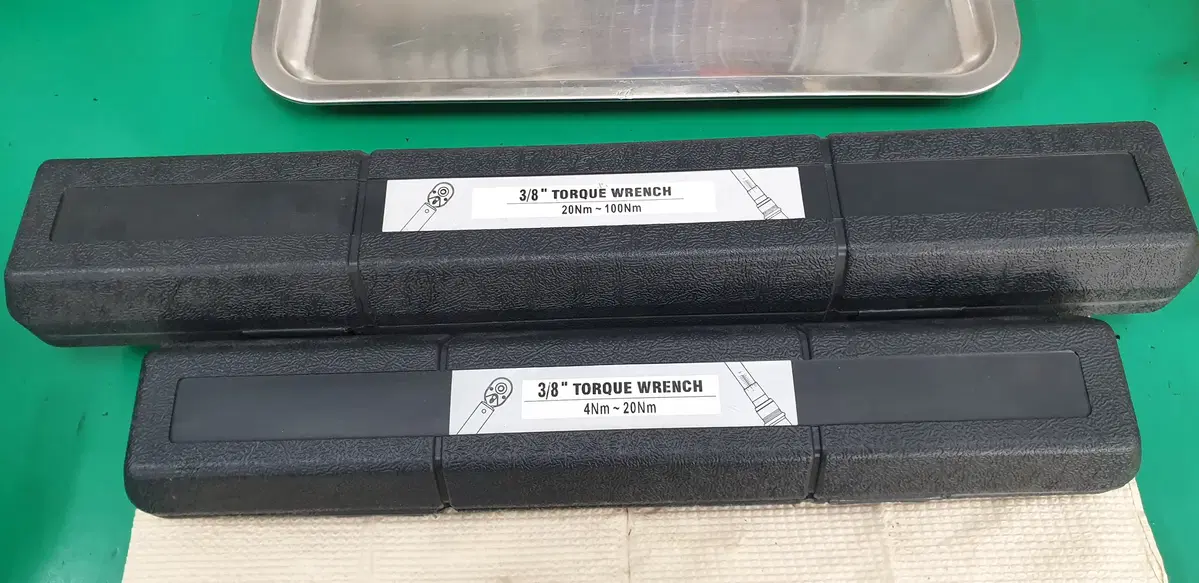 3/8" TORQUE WRENCH
20Nm ~ 100Nm
3/8" TORQUE WRENCH
4Nm ~ 20Nm